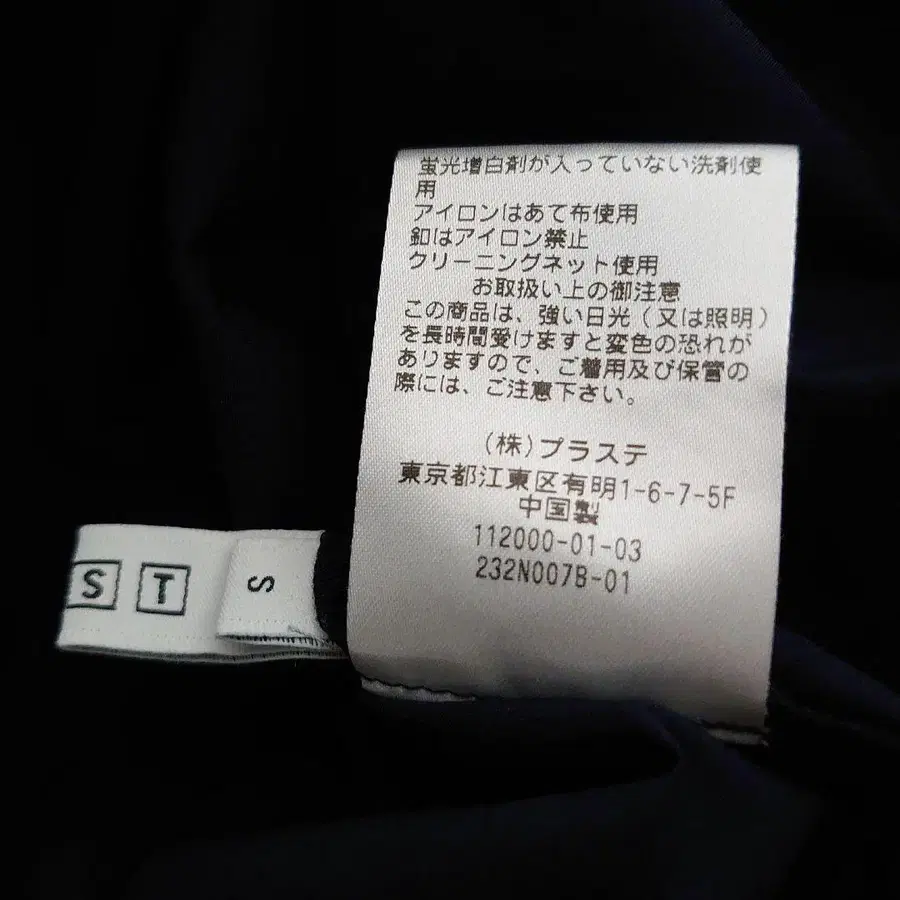 蛍光増白剤が入っていない洗剤使
用
アイロンはあて布使用
釦はアイロン禁止
クリーニングネット使用
お取扱い上の御注意
この商品は、強い日光(又は照明)
を長時間受けますと変色の恐れが
ありますので、ご着用及び保管の
際には、ご注意下さい。
(株)プラステ
東京都江東区有明1-6-7-5F
中国製
112000-01-03
232N007B-01
S T
S